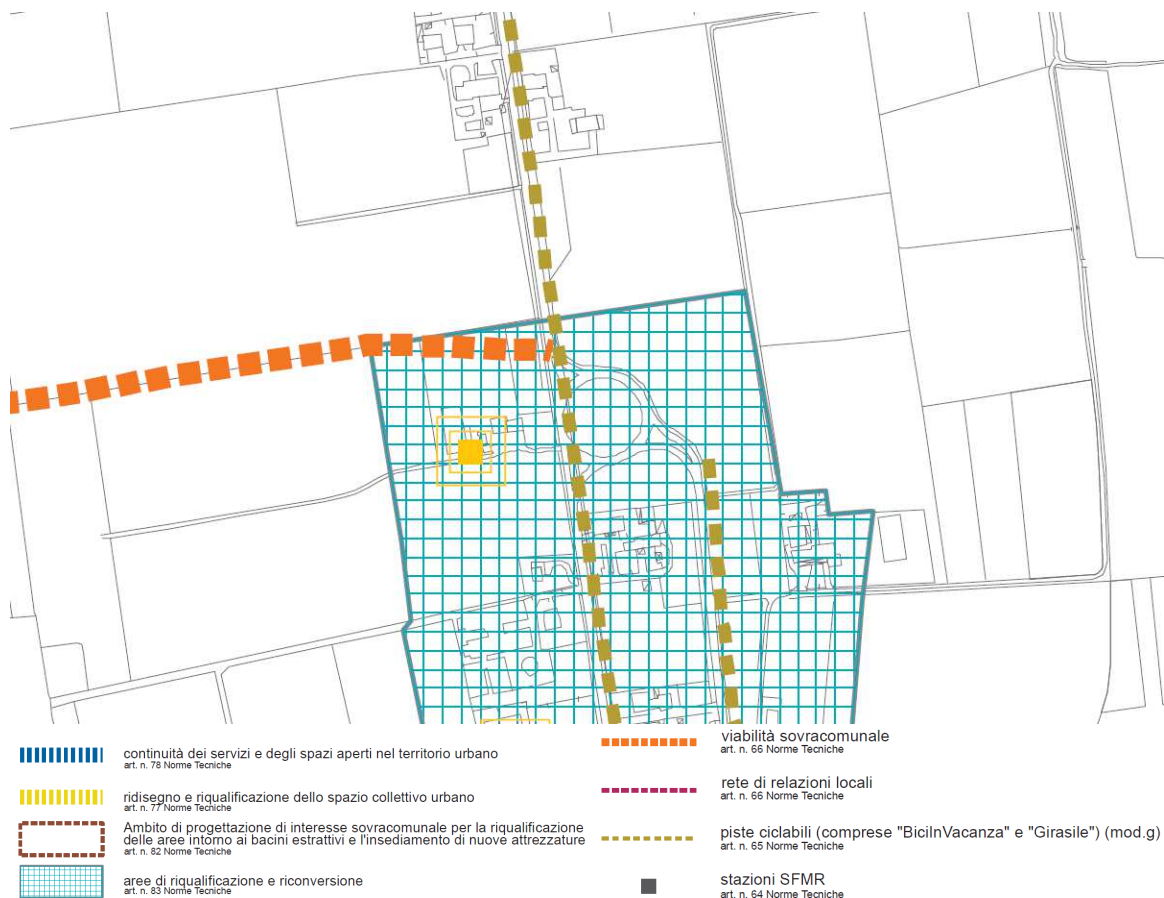 continuità dei servizi e degli spazi aperti nel territorio urbano
art. n. 78 Norme Tecniche
ridisegno e riqualificazione dello spazio collettivo urbano
art. n. 77 Norme Tecniche
Ambito di progettazione di interesse sovracomunale per la riqualificazione
delle aree intorno ai bacini estrattivi e l'insediamento di nuove attrezzature
art. n. 82 Norme Tecniche
aree di riqualificazione e riconversione
art. n. 83 Norme Tecniche
viabilità sovracomunale
art. n. 66 Norme Tecniche
rete di relazioni locali
art. n. 66 Norme Tecniche
piste ciclabili (comprese "BiciInVacanza" e "Girasile") (mod.g)
art. n. 65 Norme Tecniche
stazioni SFMR
art. n. 64 Norme Tecniche